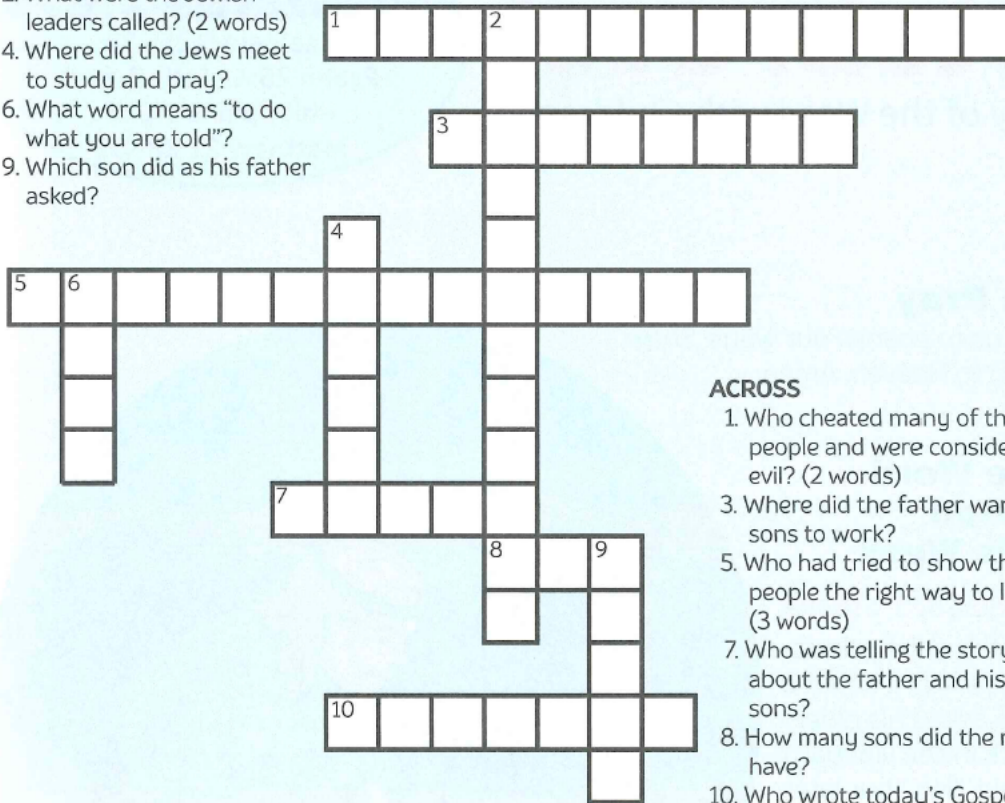 leaders called? (2 words)
4. Where did the Jews meet
to study and pray?
6. What word means “to do
what you are told”?
9. Which son did as his father
asked?
1
2
3
4
5
6
7
8
9
10
ACROSS
1. Who cheated many of th
people and were conside
evil? (2 words)
3. Where did the father wan
sons to work?
5. Who had tried to show th
people the right way to l
(3 words)
7. Who was telling the story
about the father and his
sons?
8. How many sons did the m
have?
10. Who wrote today's Gospe